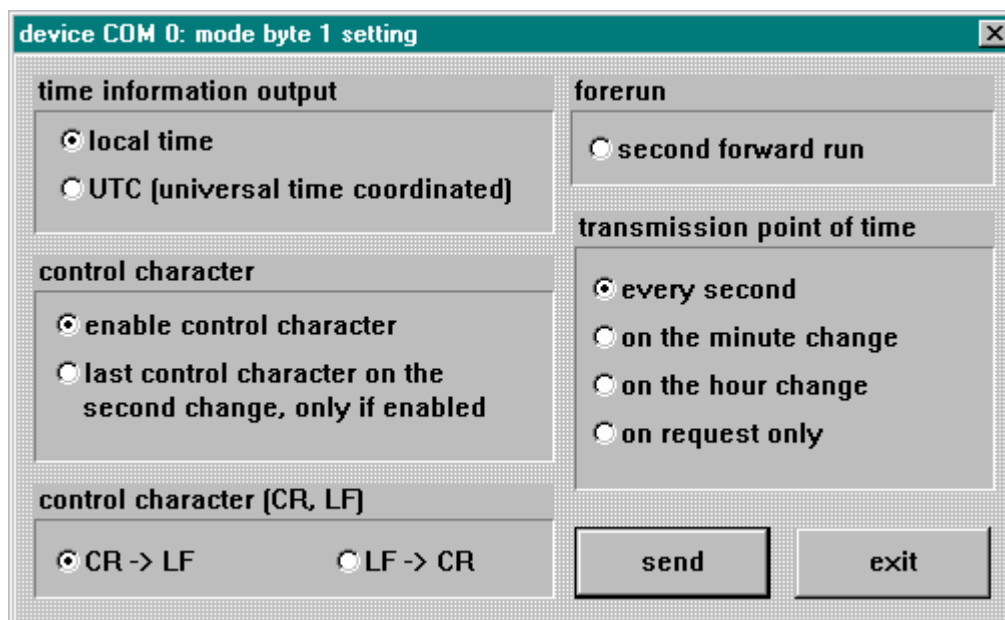 device COM 0: mode byte 1 setting
time information output
local time
UTC (universal time coordinated)
control character
enable control character
last control character on the
second change, only if enabled
control character (CR, LF)
CR -> LF
LF -> CR
forerun
second forward run
transmission point of time
every second
on the minute change
on the hour change
on request only
send
exit